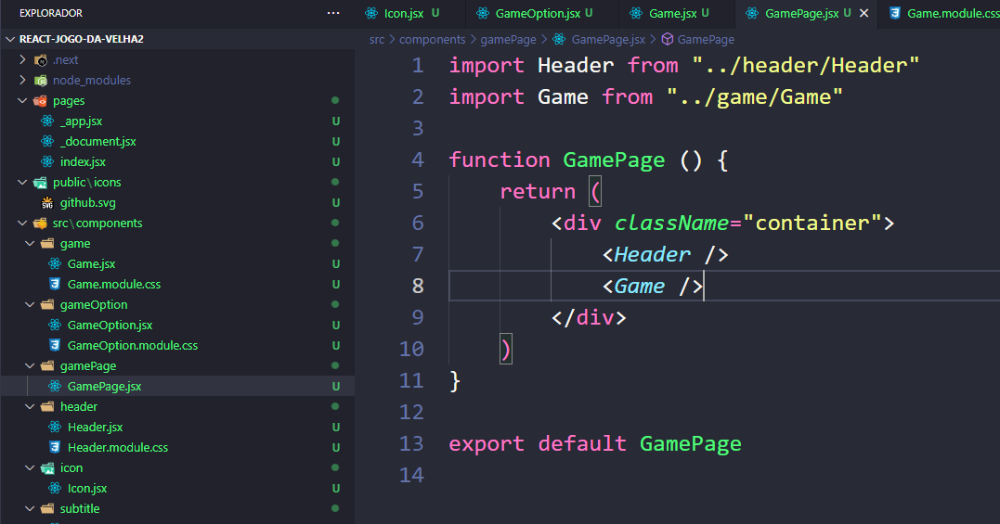 EXPLORADOR ...
REACT-JOGO-DA-VELHA2
.next
node_modules
pages
_app.jsx U
_document.jsx U
index.jsx U
public\icons
github.svg U
src\components
game
Game.jsx U
Game.module.css U
gameOption
GameOption.jsx U
GameOption.module.css U
gamePage
GamePage.jsx U
header
Header.jsx U
Header.module.css U
icon
Icon.jsx U
subtitle
Icon.jsx U GameOption.jsx U Game.jsx U GamePage.jsx U × Game.module.css
src > components > gamePage > GamePage.jsx > GamePage
1 import Header from "../header/Header"
2 import Game from "../game/Game"
3
4 function GamePage () {
5 return (
6 <div className="container">
7 <Header />
8 <Game />
9 </div>
10 )
11 }
12
13 export default GamePage
14